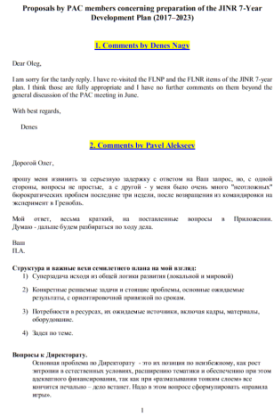 Proposals by PAC members concerning preparation of the JINR 7-Year
Development Plan (2017–2023)
1. Comments by Denes Nagy
Dear Oleg,
I am sorry for the tardy reply. I have re-visited the FLNP and the FLNR items of the JINR 7-year
plan. I think those are fully appropriate and I have no further comments on them beyond the
general discussion of the PAC meeting in June.
With best regards,
Denes
2. Comments by Pavel Alekseev
Дорогой Олег,
прошу меня извинить за серьезную задержку с ответом на Ваш запрос, но, с одной
стороны, вопросы не простые, а с другой - у меня было очень много "неотложных"
бюрократических проблем последние три недели, после возвращения из командировки на
эксперимент в Гренобль.
Мой ответ, весьма краткий, на поставленные вопросы в Приложении.
Думаю - дальше будем разбираться по ходу дела.
Ваш
П.А.
Структура и важные вехи семилетнего плана на мой взгляд:
1) Суперзадача исходя из общей логики развития (локальной и мировой)
2) Конкретные решаемые задачи и стоящие проблемы, основные ожидаемые
результаты, с ориентировочной привязкой по срокам.
3) Потребности в ресурсах, их ожидаемые источники, включая кадры, материалы,
оборудование.
4) Задел по теме.
Вопросы к Директорату.
Основная проблема по Директорату - это их позиция по неизбежному, как рост
энтропии в естественных условиях, расширению тематики и обеспечению при этом
адекватного финансирования, так как при «размазывании тонким слоем» все
кончится печально – дело встанет. Надо в этом вопросе сформулировать «правила
игры».
1